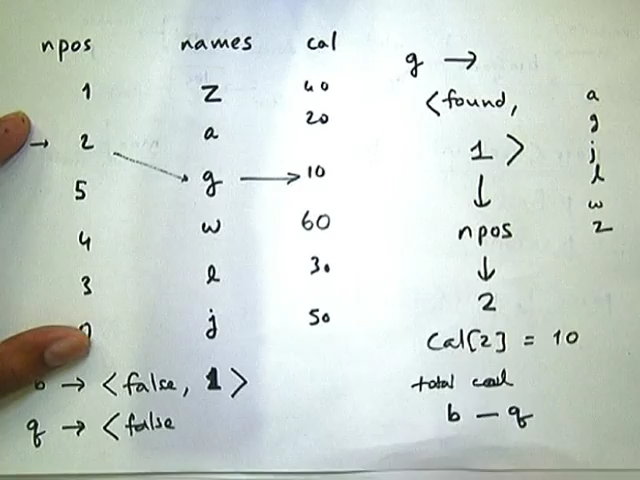 npos names cal
1 z 40
2 a 20
5 g 10
4 w 60
3 l 30
j 50
b → <false, 1>
q → <false
g →
<found,
1>
↓
npos
↓
2
Cal[2] = 10
total cal
b — q
a
g
j
l
w
z